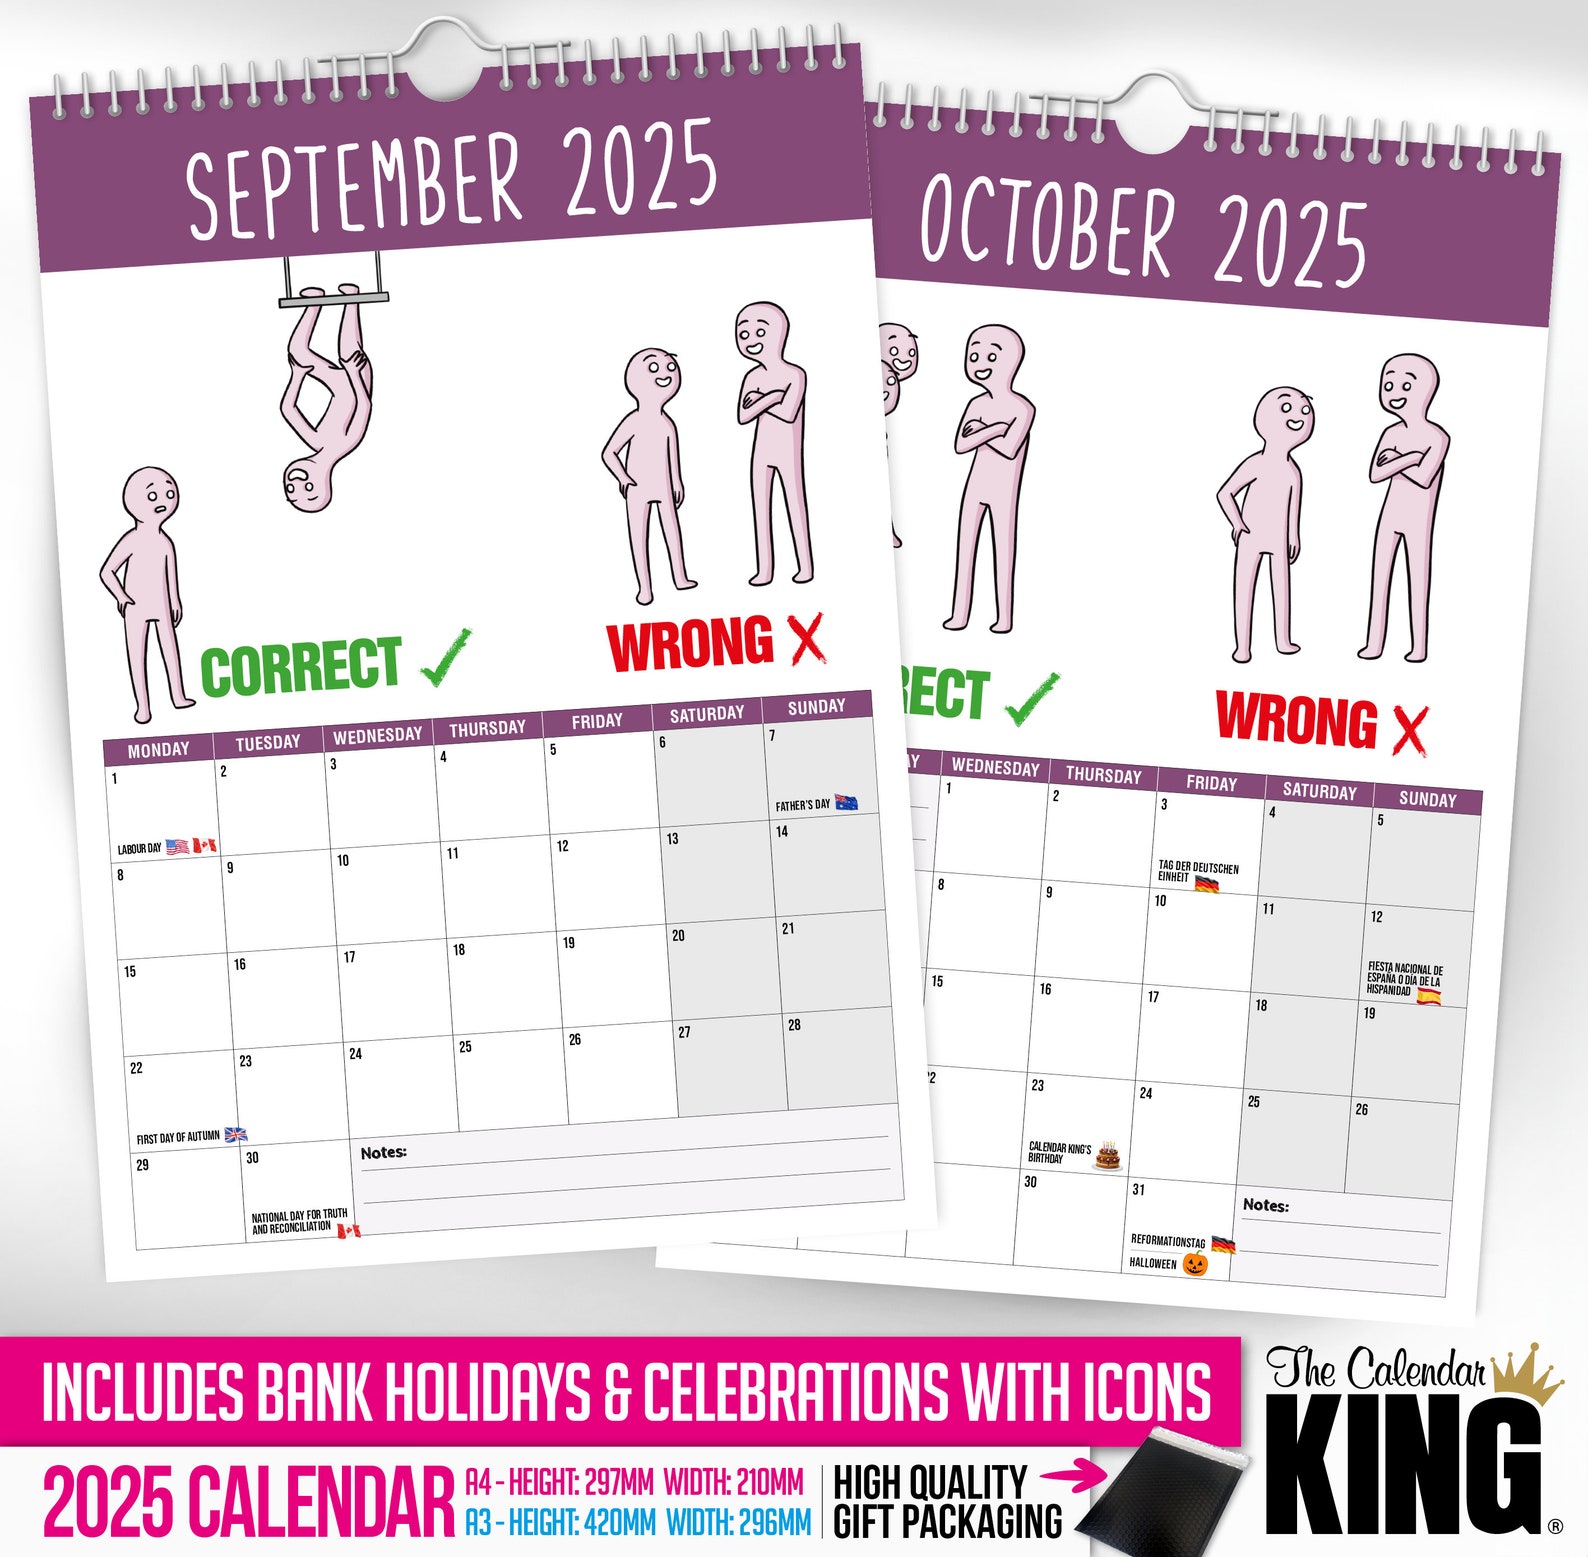 SEPTEMBER 2025
CORRECT
WRONG
MONDAY TUESDAY WEDNESDAY THURSDAY FRIDAY SATURDAY SUNDAY
1 2 3 4 5 6 7
LABOUR DAY
FATHER'S DAY
8 9 10 11 12 13 14
15 16 17 18 19 20 21
22 23 24 25 26 27 28
FIRST DAY OF AUTUMN
29 30
Notes:
NATIONAL DAY FOR TRUTH
AND RECONCILIATION
OCTOBER 2025
RECT
WRONG
AY WEDNESDAY THURSDAY FRIDAY SATURDAY SUNDAY
1 2 3 4 5
TAG DER DEUTSCHEN
EINHEIT
8 9 10 11 12
FIESTA NACIONAL DE
ESPAÑA O DÍA DE LA
HISPANIDAD
15 16 17 18 19
22 23 24 25 26
CALENDAR KING'S
BIRTHDAY
30 31
Notes:
REFORMATIONSTAG
HALLOWEEN
INCLUDES BANK HOLIDAYS & CELEBRATIONS WITH ICONS
2025 CALENDAR
A4 - HEIGHT: 297MM WIDTH: 210MM
A3 - HEIGHT: 420MM WIDTH: 296MM
HIGH QUALITY
GIFT PACKAGING
The Calendar
KING®